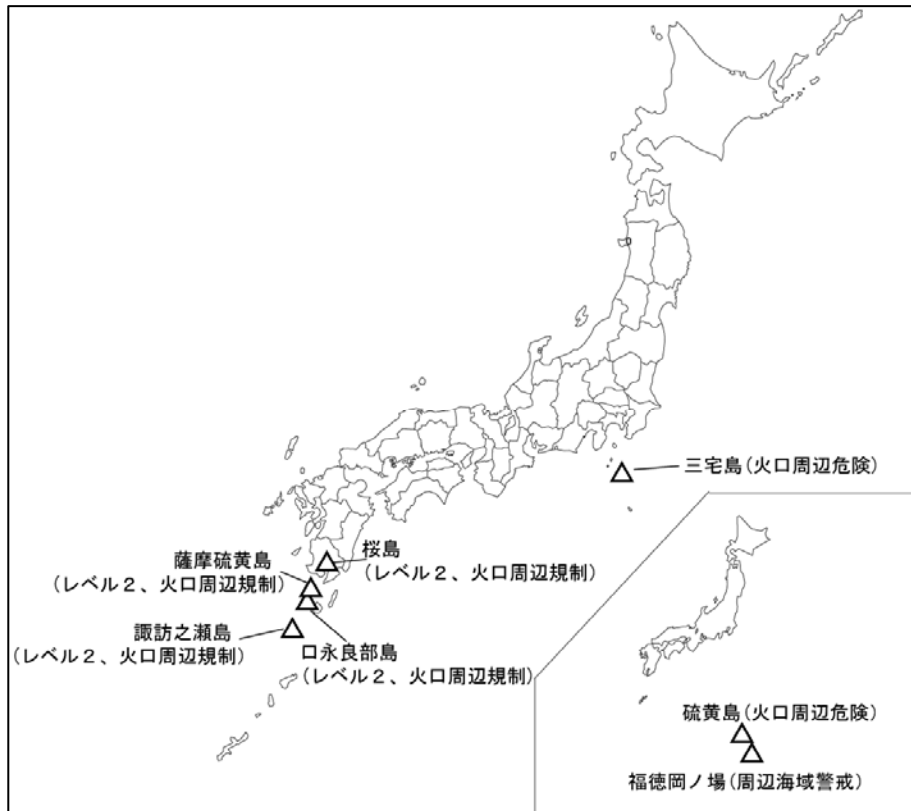 三宅島(火口周辺危険)
桜島
(レベル2、火口周辺規制)
薩摩硫黄島
(レベル2、火口周辺規制)
諏訪之瀬島
(レベル2、火口周辺規制)
口永良部島
(レベル2、火口周辺規制)
硫黄島(火口周辺危険)
福徳岡ノ場(周辺海域警戒)